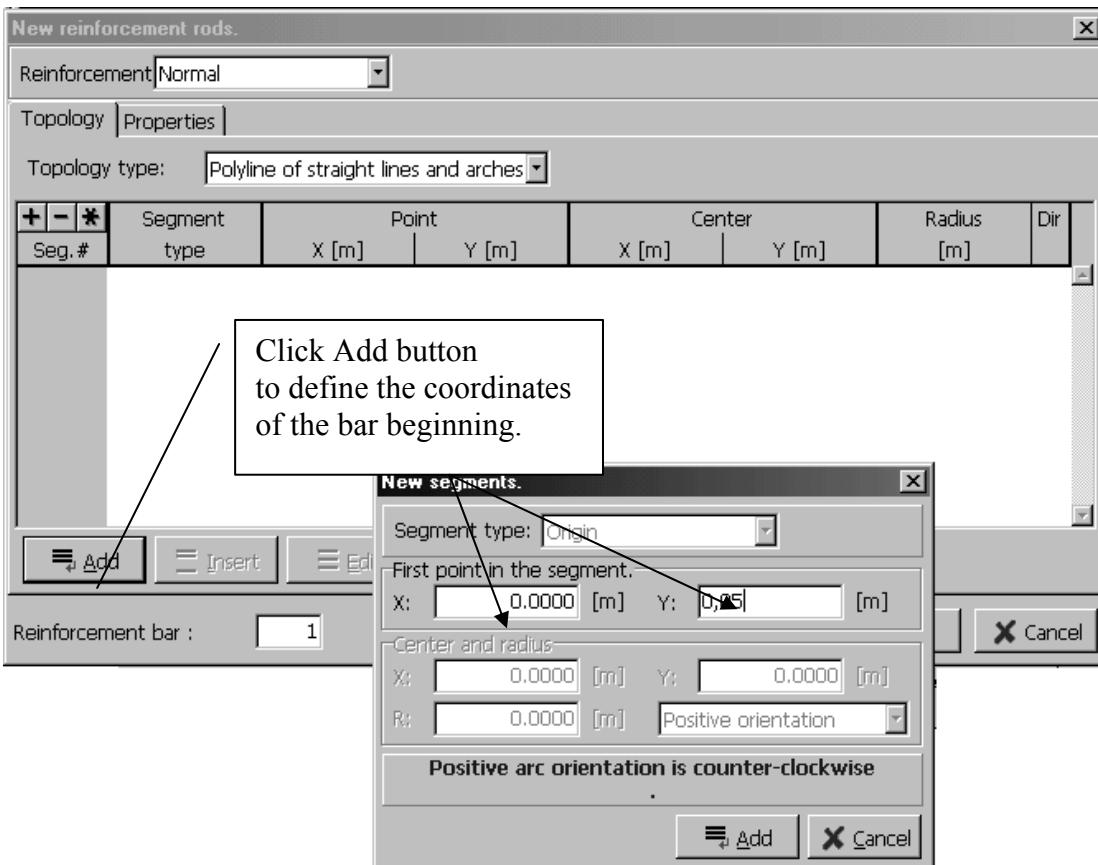 New reinforcement rods.
Reinforcement Normal
Topology Properties
Topology type: Polyline of straight lines and arches
Segment Point Center Radius Dir
Seg.# type X [m] Y [m] X [m] Y [m] [m]
Click Add button
to define the coordinates
of the bar beginning.
New segments.
Segment type: Origin
Add Insert Edi
First point in the segment.
X: 0.0000 [m] Y: 0,05 [m]
Reinforcement bar : 1 Cancel
Center and radius
X: 0.0000 [m] Y: 0.0000 [m]
R: 0.0000 [m] Positive orientation
Positive arc orientation is counter-clockwise
.
Add Cancel